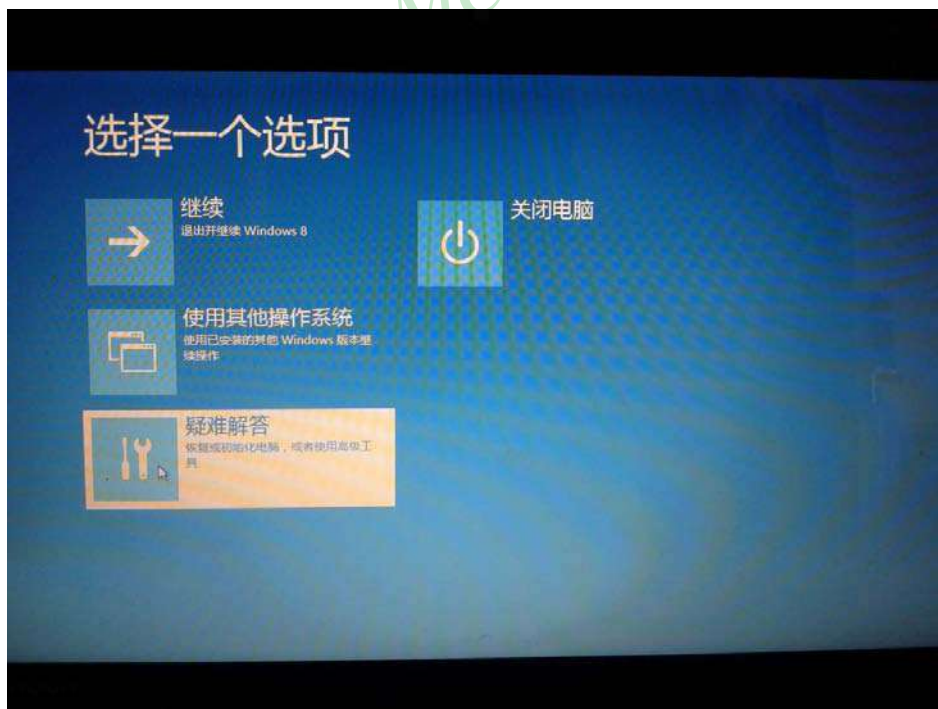 选择一个选项
继续
退出并继续 Windows 8
关闭电脑
使用其他操作系统
使用已安装的其他 Windows 版本继
续操作
疑难解答
恢复或初始化电脑，或者使用高级工
具